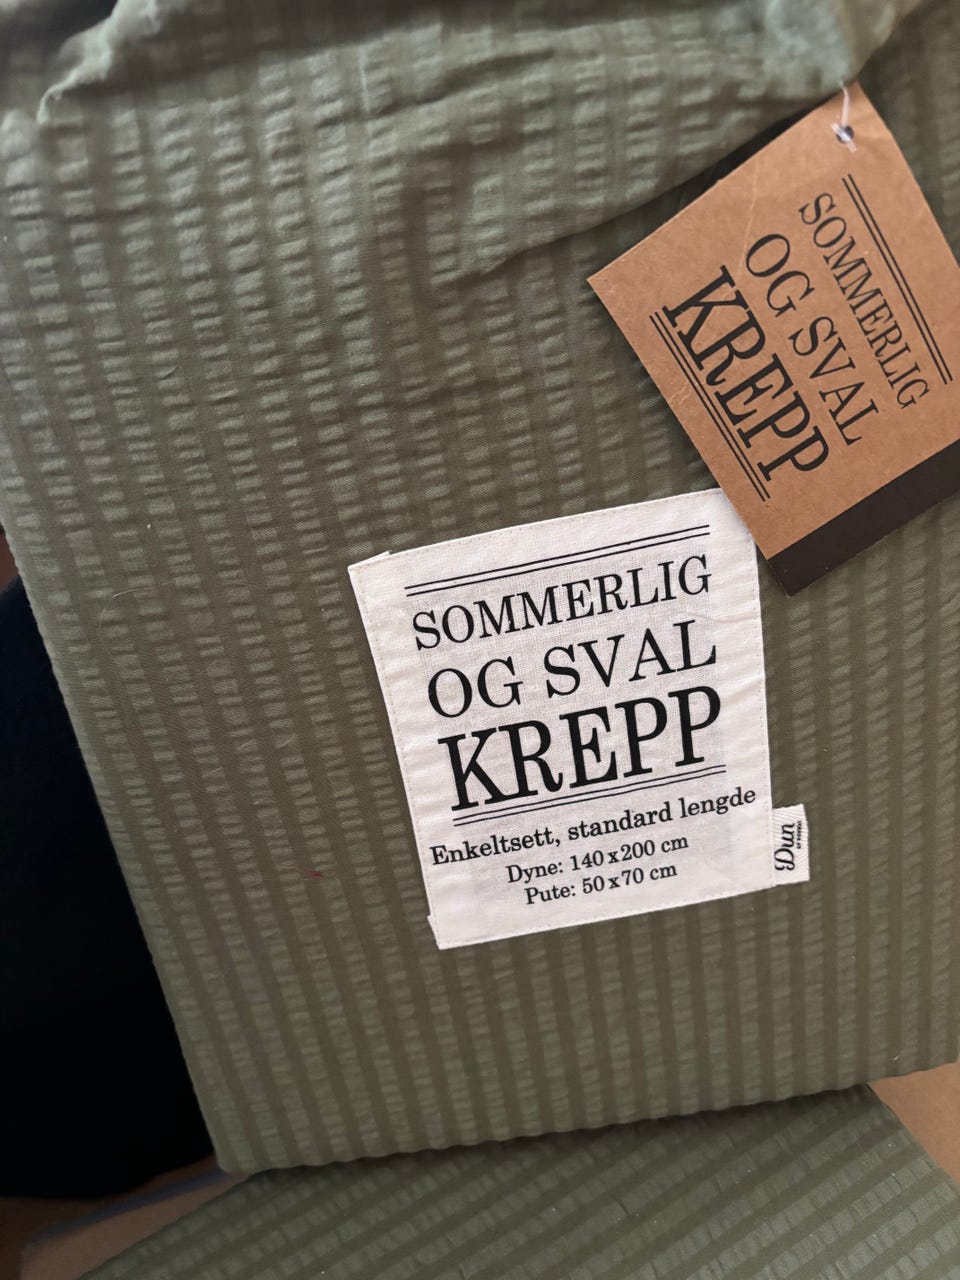 SOMMERLIG
OG SVAL
KREPP
SOMMERLIG
OG SVAL
KREPP
Enkeltsett, standard lengde
Dyne: 140 x 200 cm
Pute: 50 x 70 cm
Dun